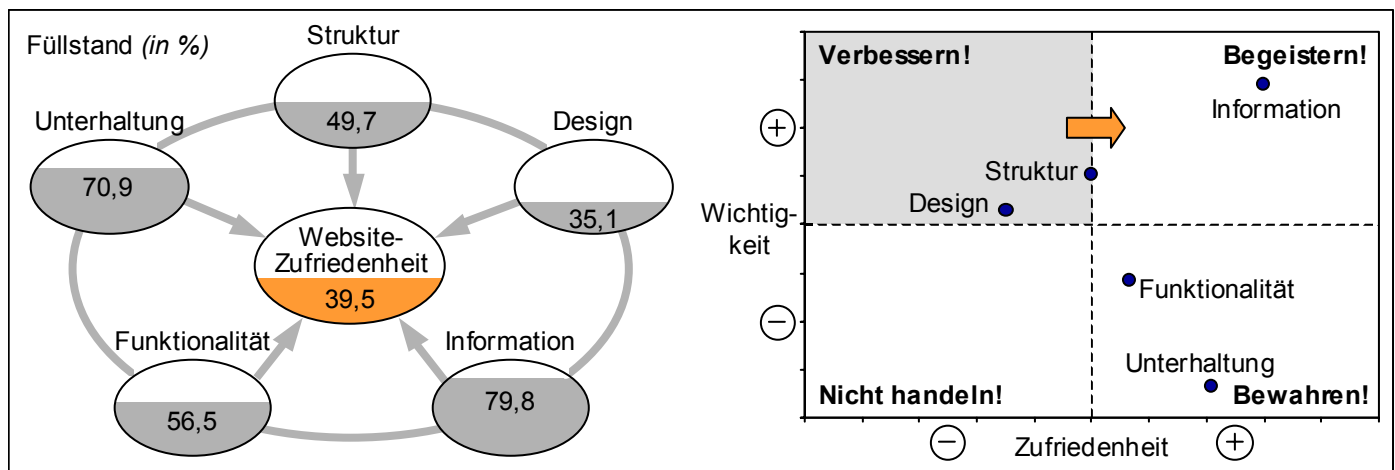 Füllstand (in %)
Struktur
49,7
Unterhaltung
70,9
Design
35,1
Website-
Zufriedenheit
39,5
Funktionalität
56,5
Information
79,8
Verbessern!
Begeistern!
Information
+
Struktur
Design
Wichtig-
keit
Funktionalität
−
Unterhaltung
Nicht handeln!
Bewahren!
−
Zufriedenheit
+